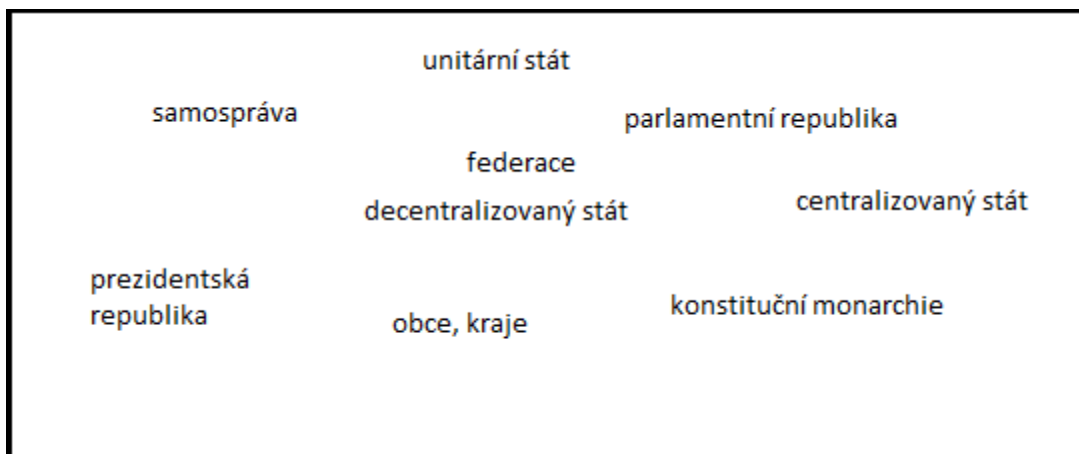 unitární stát
samospráva
parlamentní republika
federace
centralizovaný stát
decentralizovaný stát
prezidentská
republika
konstituční monarchie
obce, kraje